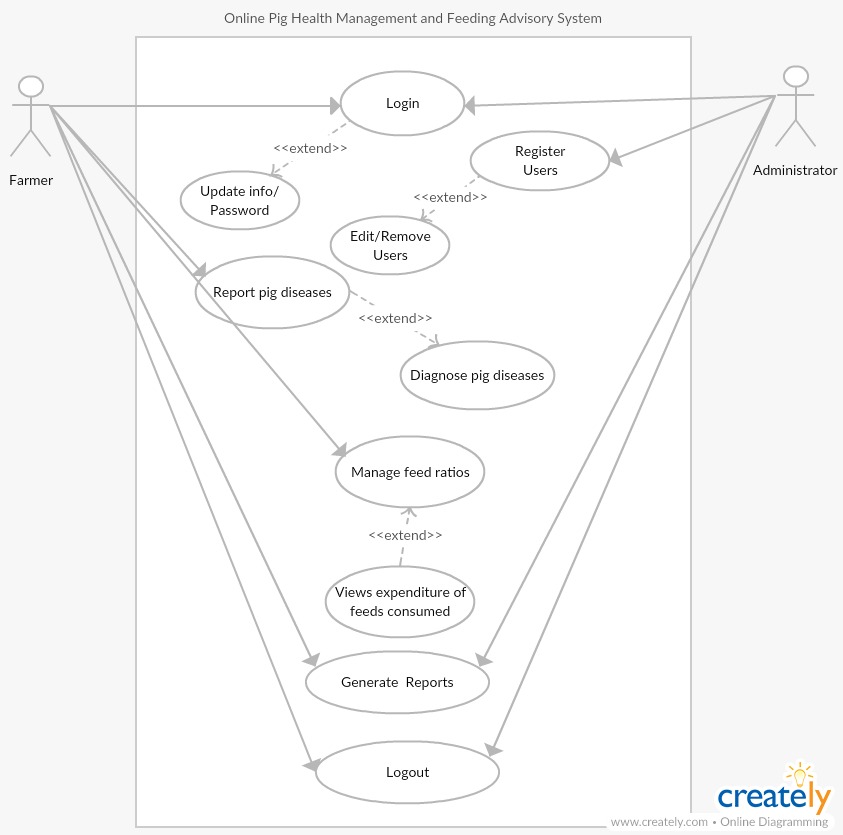 Online Pig Health Management and Feeding Advisory System
Login
<<extend>>
Register
Users
Farmer
Administrator
Update info/
Password
<<extend>>
Edit/Remove
Users
Report pig diseases
<<extend>>
Diagnose pig diseases
Manage feed ratios
<<extend>>
Views expenditure of
feeds consumed
Generate  Reports
Logout
creately
www.creately.com • Online Diagramming